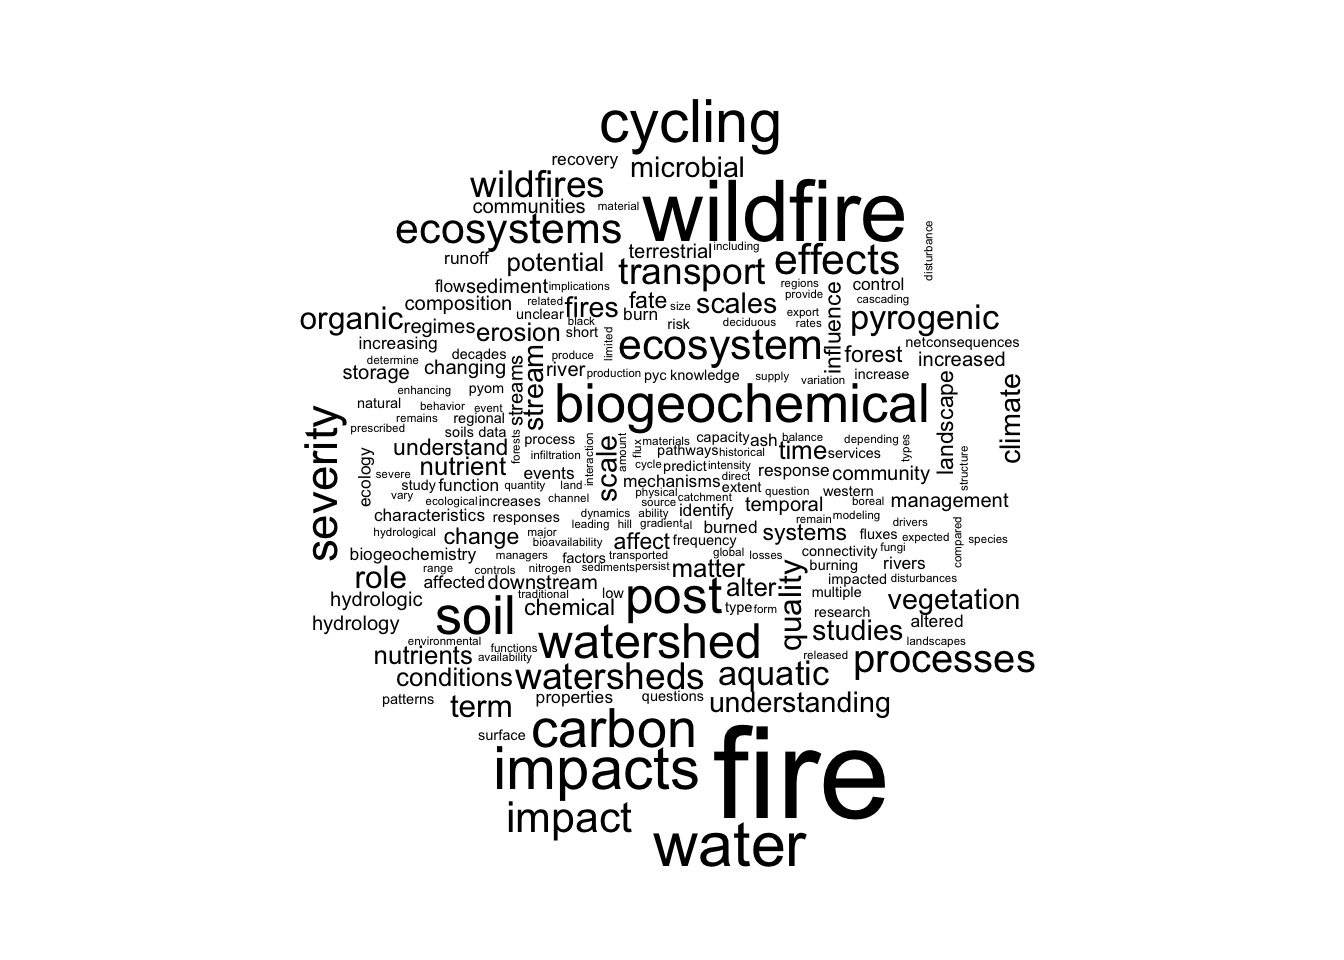 cycling
recovery microbial
wildfires
wildfire
communities material
ecosystems
disturbance
terrestrial including
runoff potential transport effects
flow sediment implications
regions control
provide cascading
composition related fires fate size scales
unclear burn export
organic regimes erosion black short risk deciduous rates influence pyrogenic
increasing limited ecosystem forest net consequences
determine decades produce increased
storage changing streams stream river production pyc knowledge supply variation increase
enhancing pyom
natural behavior event biogeochemical landscape climate
remains regional
prescribed severity
soils data forests process interaction scale amount flux materials capacity ash balance depending types
understand infiltration pathways historical time services structure
ecology nutrient cycle predict intensity
severe events direct response community
study function quantity land mechanisms extent question western
vary ecological increases channel physical source catchment temporal boreal management
characteristics responses dynamics ability identify remain modeling
leading hill gradient al burned drivers
hydrological change major affect frequency systems fluxes expected compared species
bioavailability
biogeochemistry managers factors transported global losses connectivity fungi
range controls nitrogen sediments persist matter quality burning rivers
role affected downstream impacted disturbances
traditional low post alter multiple
hydrologic soil chemical type form vegetation
research
hydrology studies altered
environmental functions watershed landscapes
nutrients availability released processes
conditions watersheds aquatic
patterns term properties questions understanding
surface carbon
impacts fire
impact
water